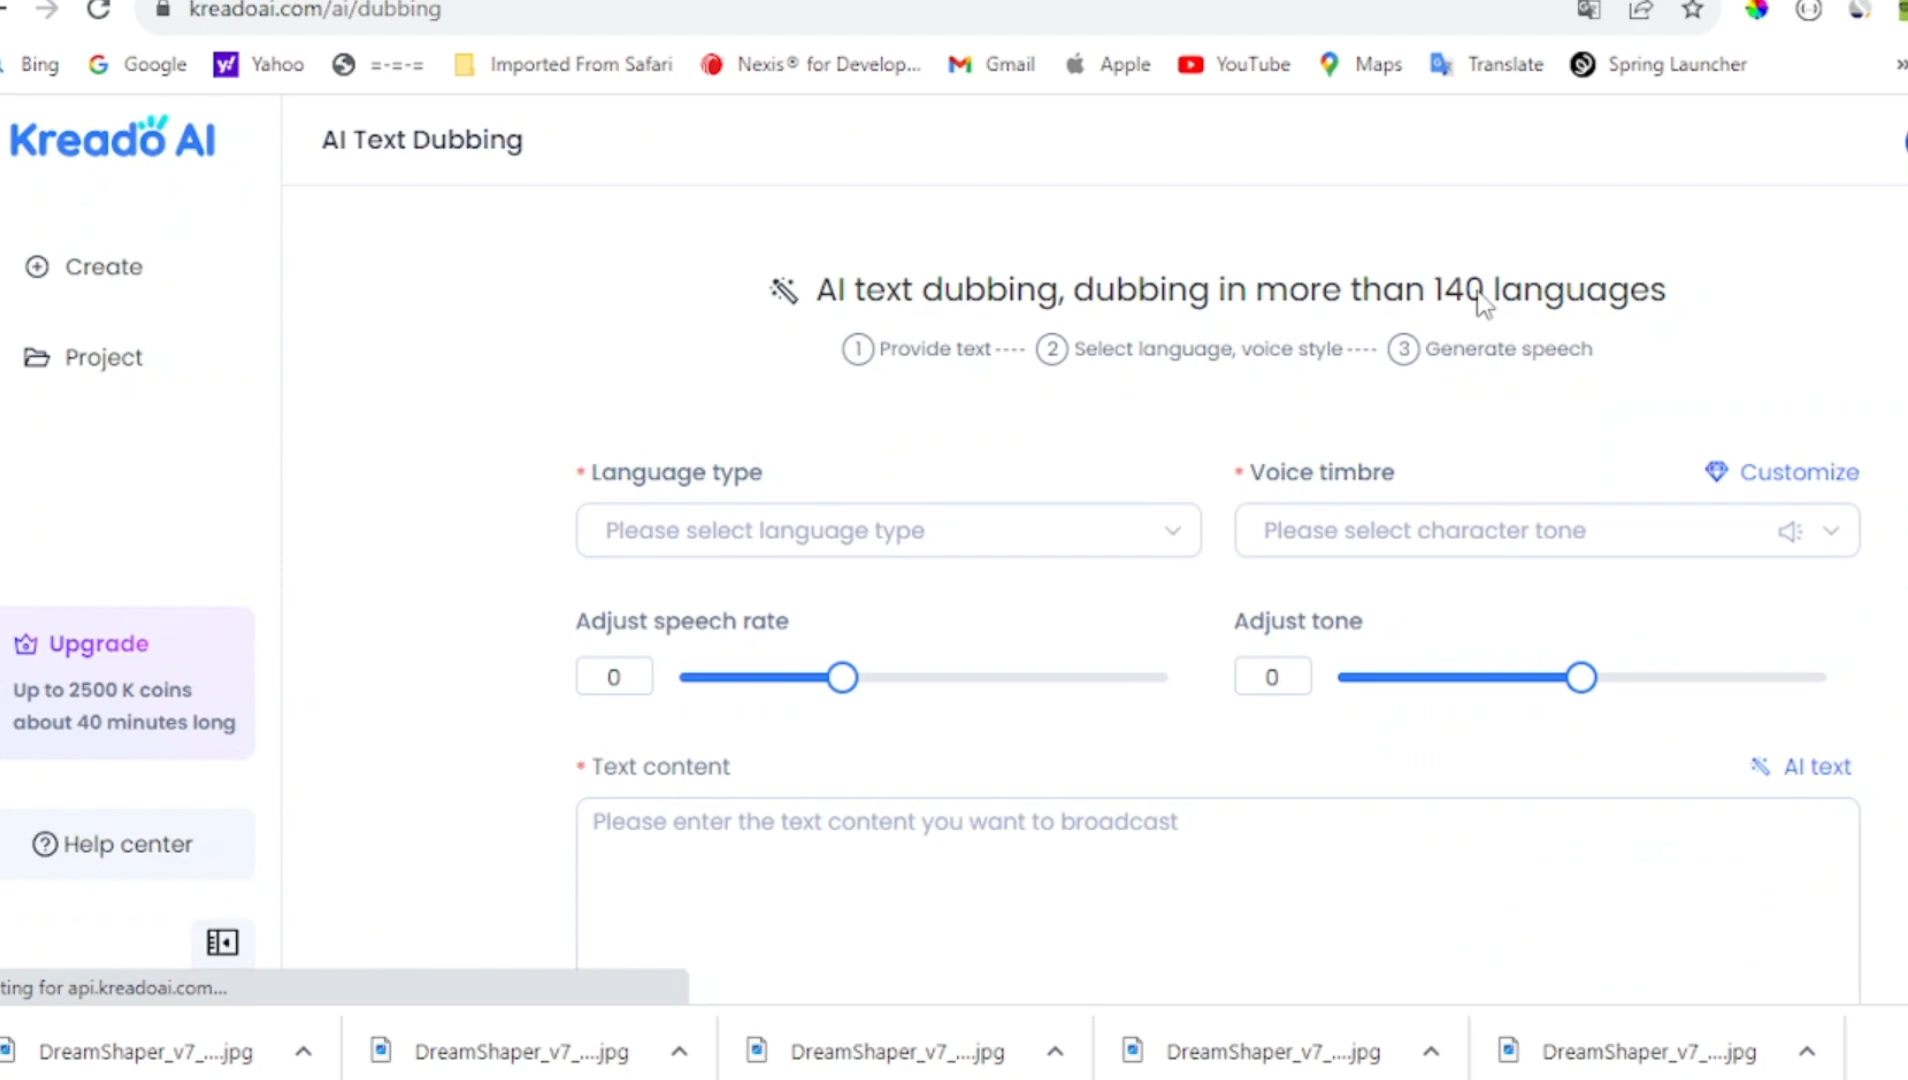 kreadoai.com/ai/dubbing
Bing Google Yahoo =-=-= Imported From Safari Nexis® for Develop... Gmail Apple YouTube Maps Translate Spring Launcher »
Kreado AI
AI Text Dubbing
Create
Project
AI text dubbing, dubbing in more than 140 languages
1 Provide text ---- 2 Select language, voice style ---- 3 Generate speech
* Language type
* Voice timbre
Customize
Please select language type
Please select character tone
Adjust speech rate
Adjust tone
0
0
Upgrade
Up to 2500 K coins
about 40 minutes long
* Text content
AI text
Please enter the text content you want to broadcast
Help center
ting for api.kreadoai.com...
DreamShaper_v7_....jpg DreamShaper_v7_....jpg DreamShaper_v7_....jpg DreamShaper_v7_....jpg DreamShaper_v7_....jpg